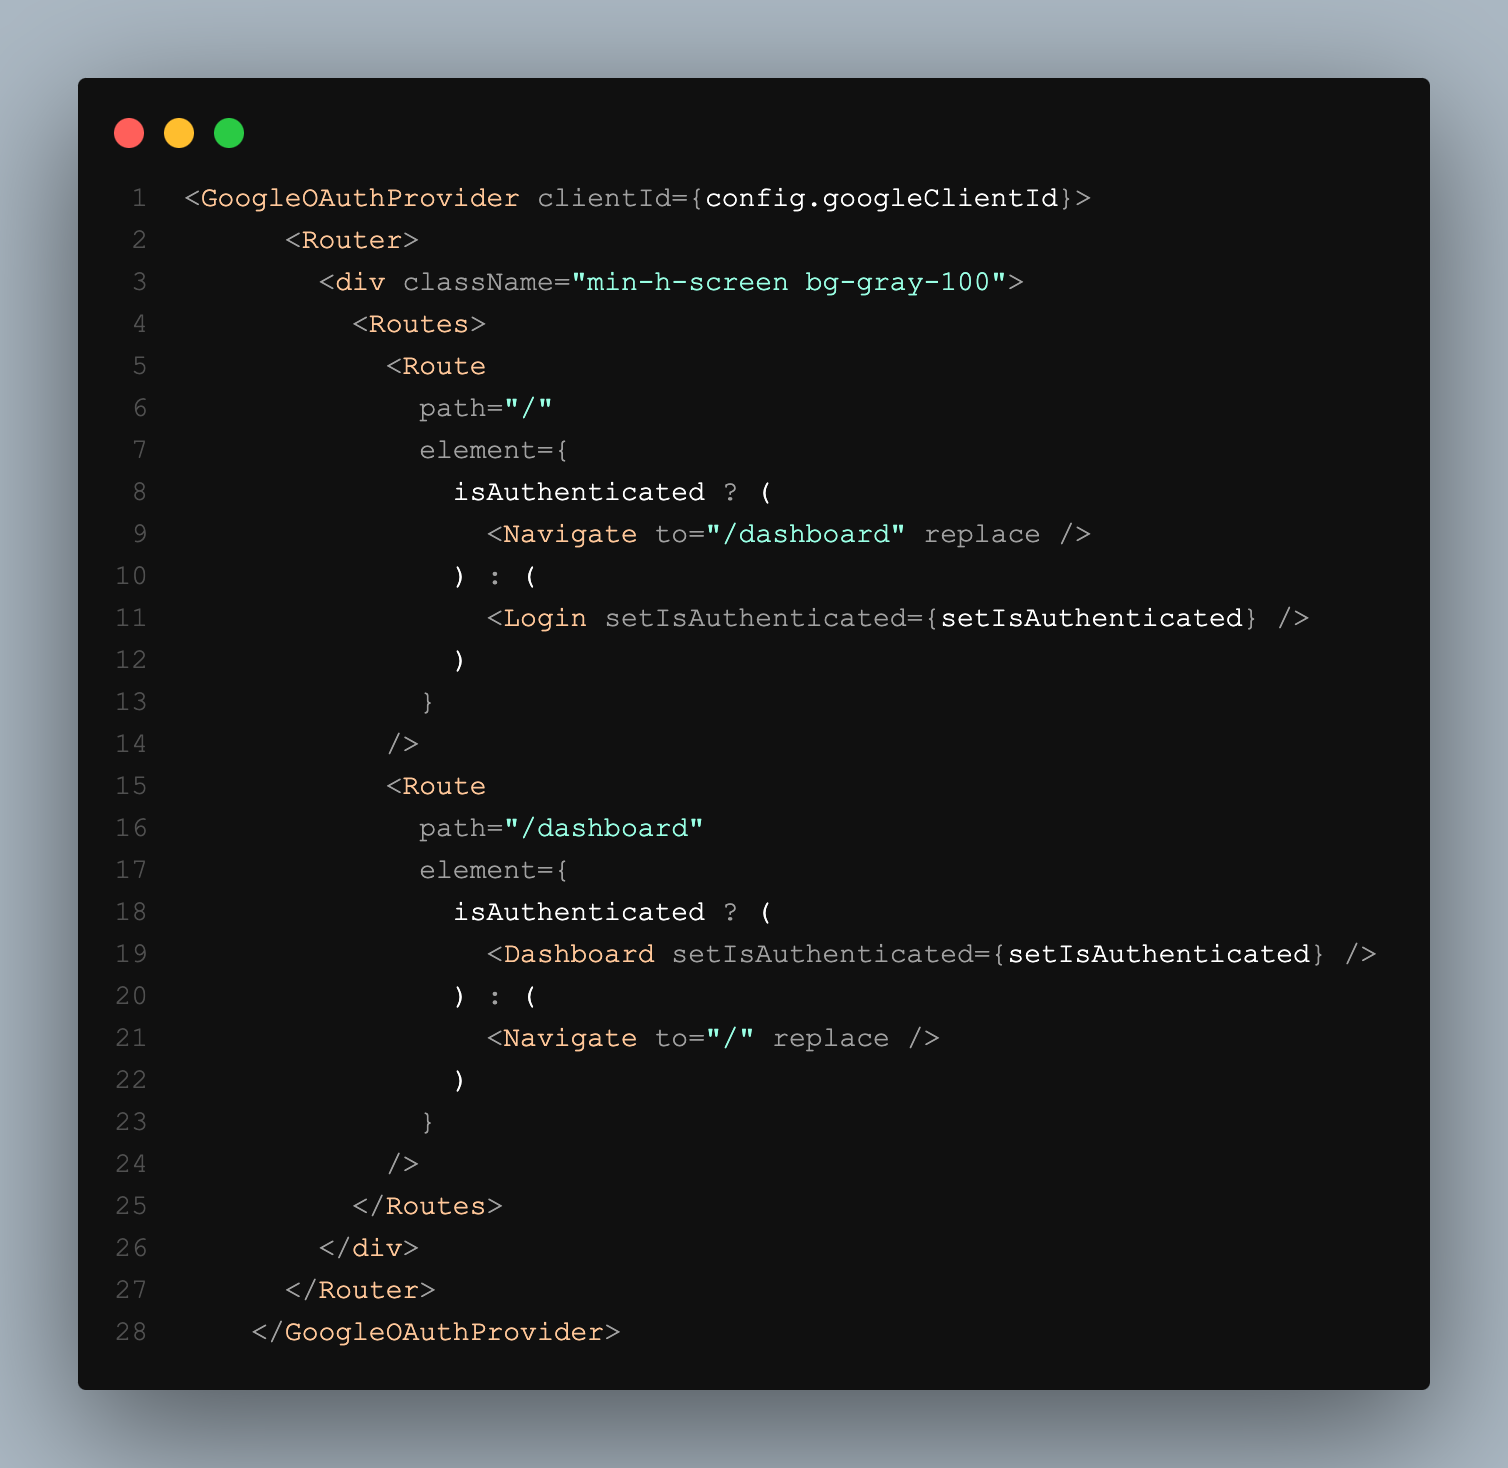 1 <GoogleOAuthProvider clientId={config.googleClientId}>
2       <Router>
3         <div className="min-h-screen bg-gray-100">
4           <Routes>
5             <Route
6               path="/"
7               element={
8                 isAuthenticated ? (
9                   <Navigate to="/dashboard" replace />
10                 ) : (
11                   <Login setIsAuthenticated={setIsAuthenticated} />
12                 )
13               }
14             />
15             <Route
16               path="/dashboard"
17               element={
18                 isAuthenticated ? (
19                   <Dashboard setIsAuthenticated={setIsAuthenticated} />
20                 ) : (
21                   <Navigate to="/" replace />
22                 )
23               }
24             />
25           </Routes>
26         </div>
27       </Router>
28     </GoogleOAuthProvider>